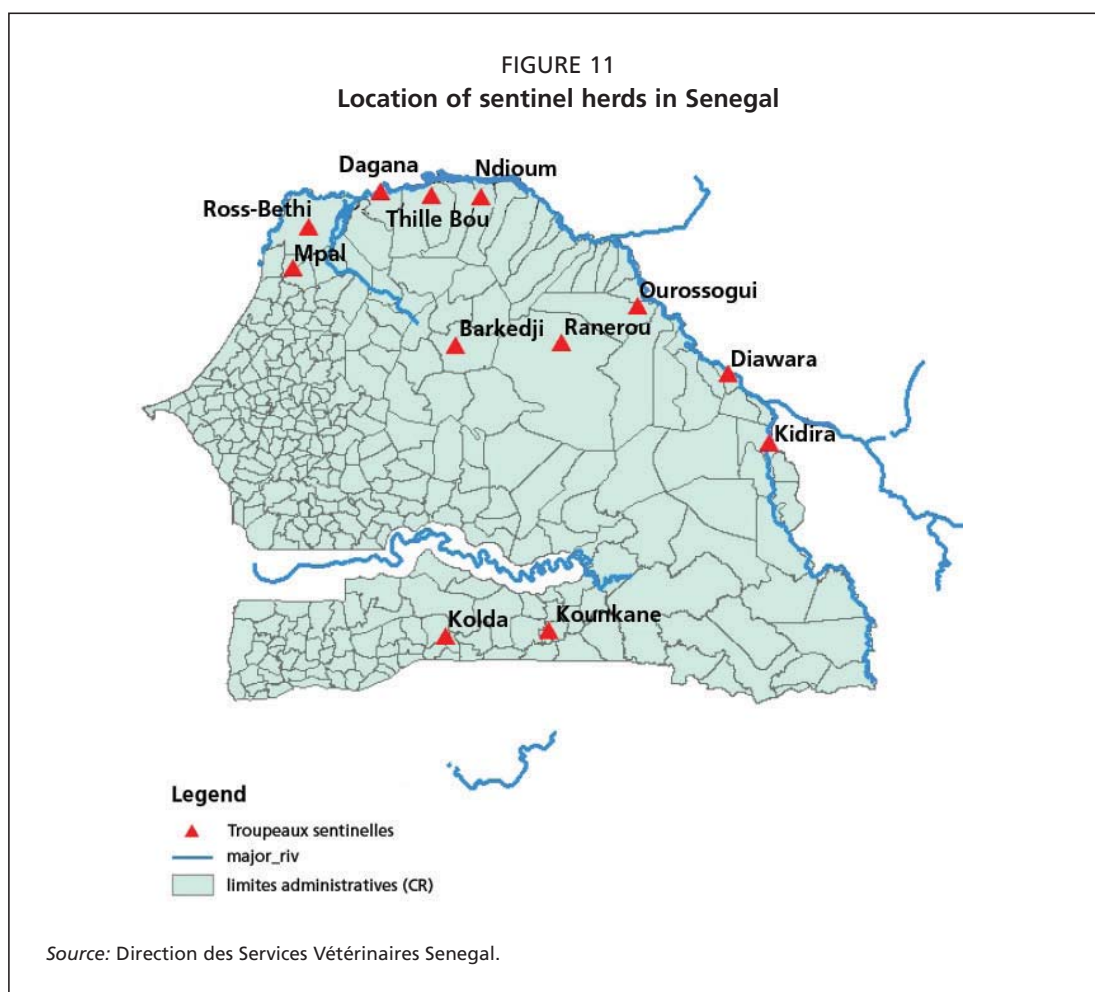 FIGURE 11
Location of sentinel herds in Senegal
Dagana
Ndioum
Ross-Bethi
Thille Bou
Mpal
Ourossogui
Barkedji
Ranerou
Diawara
Kidira
Kolda
Kounkane
Legend
Troupeaux sentinelles
major_riv
limites administratives (CR)
Source: Direction des Services Vétérinaires Senegal.